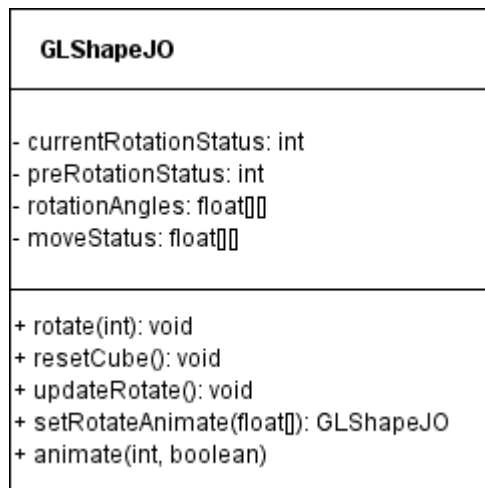 GLShapeJO
- currentRotationStatus: int
- preRotationStatus: int
- rotationAngles: float[][]
- moveStatus: float[][]
+ rotate(int): void
+ resetCube(): void
+ updateRotate(): void
+ setRotateAnimate(float[]): GLShapeJO
+ animate(int, boolean)